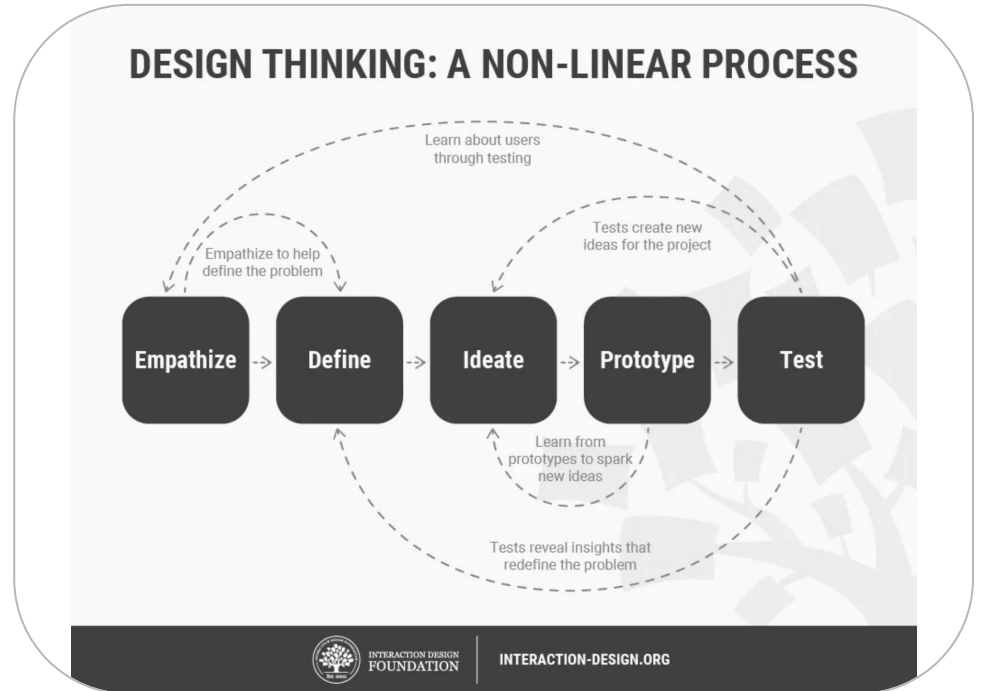 DESIGN THINKING: A NON-LINEAR PROCESS
Learn about users
through testing
Tests create new
ideas for the project
Empathize to help
define the problem
Empathize
Define
Ideate
Prototype
Test
Learn from
prototypes to spark
new ideas
Tests reveal insights that
redefine the problem
INTERACTION DESIGN
FOUNDATION
INTERACTION-DESIGN.ORG